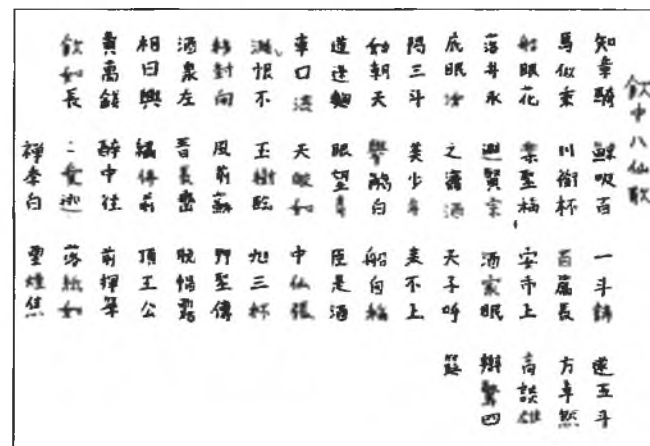 飲中八仙歌
知章騎
馬似乘
船眼花
落井水
底眠汝
陽三斗
始朝天
道逢麴
車口流
涎恨不
移封向
酒泉左
相日興
費萬錢
飲如長
鯨吸百
川銜杯
樂聖稱
避賢宗
之瀟洒
美少年
舉觴白
眼望青
天皎如
玉樹臨
風前蘇
晉長齋
繡佛前
醉中往
々愛逃
禪李白
一斗詩
百篇長
安市上
酒家眠
天子呼
來不上
船自稱
臣是酒
中仙張
旭三杯
草聖傳
脫帽露
頂王公
前揮毫
落紙如
雲煙焦
遂五斗
方卓然
高談雄
辯驚四
筵